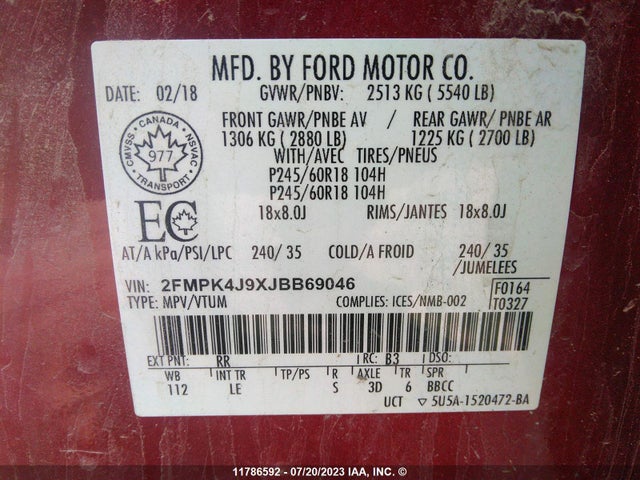 MFD. BY FORD MOTOR CO.
DATE: 02/18 GVWR/PNBV: 2513 KG ( 5540 LB)
FRONT GAWR/PNBE AV / REAR GAWR/ PNBE AR
1306 KG ( 2880 LB) 1225 KG ( 2700 LB)
WITH/AVEC TIRES/PNEUS
P245/60R18 104H
P245/60R18 104H
18x8.0J RIMS/JANTES 18x8.0J
CANADA
CMVSS 977 NSVAC
TRANSPORT
EC
AT/A kPa/PSI/LPC 240/ 35 COLD/A FROID 240/ 35
/JUMELEES
VIN: 2FMPK4J9XJBB69046
TYPE: MPV/VTUM COMPLIES: ICES/NMB-002
F0164
T0327
EXT PNT: RR RC: B3 DSO:
WB INT TR TP/PS R AXLE TR SPR
112 LE S 3D 6 BBCC
UCT ▽ 5U5A-1520472-BA
11786592 - 07/20/2023 IAA, INC. ©